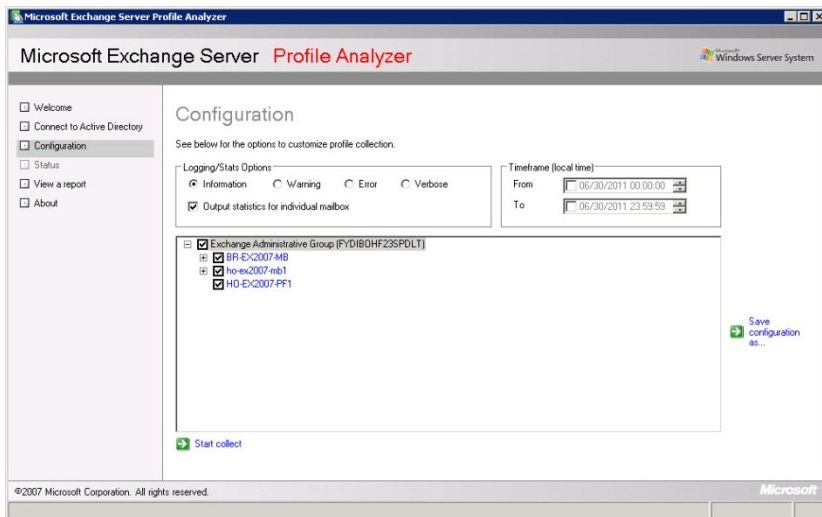 Microsoft Exchange Server Profile Analyzer
Microsoft Exchange Server Profile Analyzer
Microsoft
Windows Server System
Welcome
Connect to Active Directory
Configuration
Status
View a report
About
Configuration
See below for the options to customize profile collection.
Logging/Stats Options
Information Warning Error Verbose
Output statistics for individual mailbox
Timeframe (local time)
From 06/30/2011 00:00:00
To 06/30/2011 23:59:59
Exchange Administrative Group (FYDIBOHF23SPDLT)
BR-EX2007-MB
ho-ex2007-mb1
HO-EX2007-PF1
Save
configuration
as...
Start collect
©2007 Microsoft Corporation. All rights reserved.
Microsoft